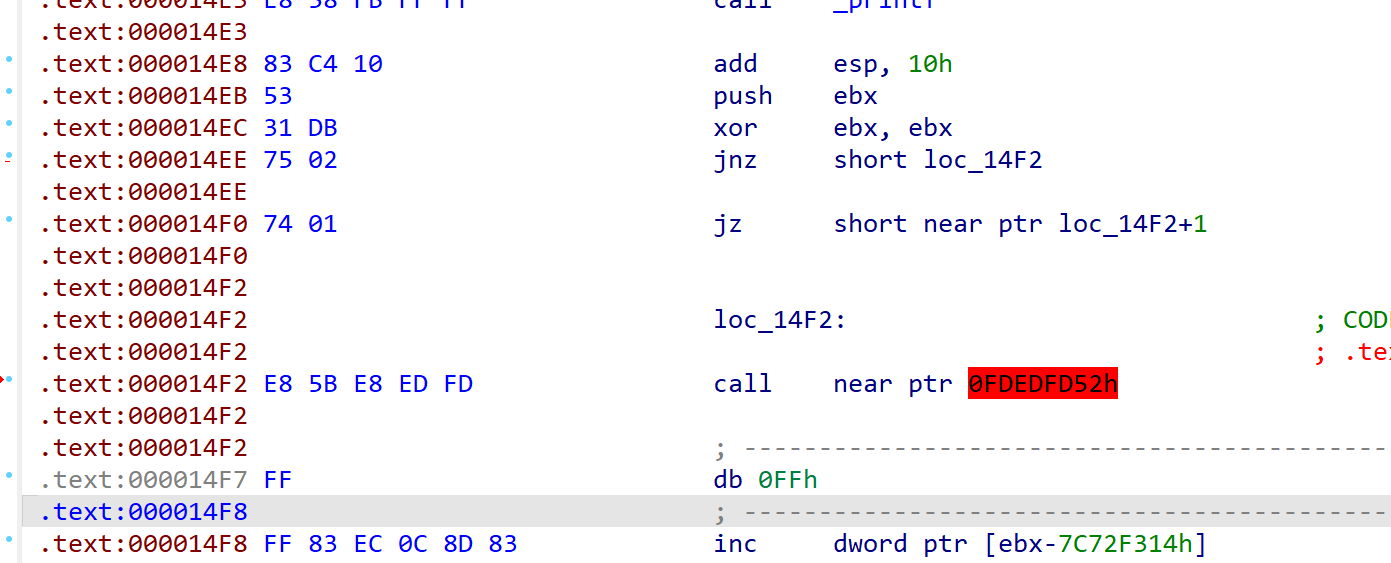 .text:000014E3 E8 58 FB FF FF call _printf
.text:000014E3
.text:000014E8 83 C4 10 add esp, 10h
.text:000014EB 53 push ebx
.text:000014EC 31 DB xor ebx, ebx
.text:000014EE 75 02 jnz short loc_14F2
.text:000014EE
.text:000014F0 74 01 jz short near ptr loc_14F2+1
.text:000014F0
.text:000014F2
.text:000014F2 loc_14F2: ; COD
.text:000014F2 ; .te
.text:000014F2 E8 5B E8 ED FD call near ptr 0FDEDFD52h
.text:000014F2
.text:000014F2 ; -------------------------------------------
.text:000014F7 FF db 0FFh
.text:000014F8 ; -------------------------------------------
.text:000014F8 FF 83 EC 0C 8D 83 inc dword ptr [ebx-7C72F314h]